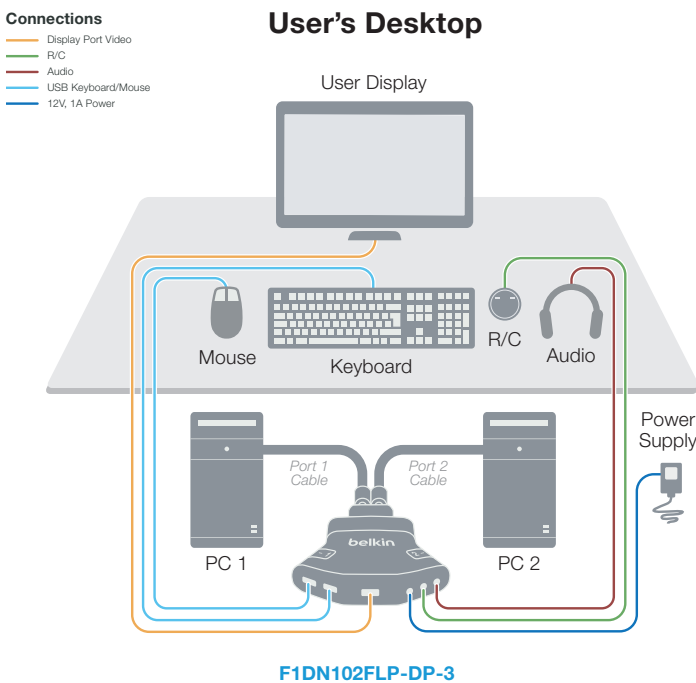 Connections
Display Port Video
R/C
Audio
USB Keyboard/Mouse
12V, 1A Power
User's Desktop
User Display
Mouse
Keyboard
R/C
Audio
Power
Supply
Port 1
Cable
Port 2
Cable
belkin
PC 1
PC 2
F1DN102FLP-DP-3